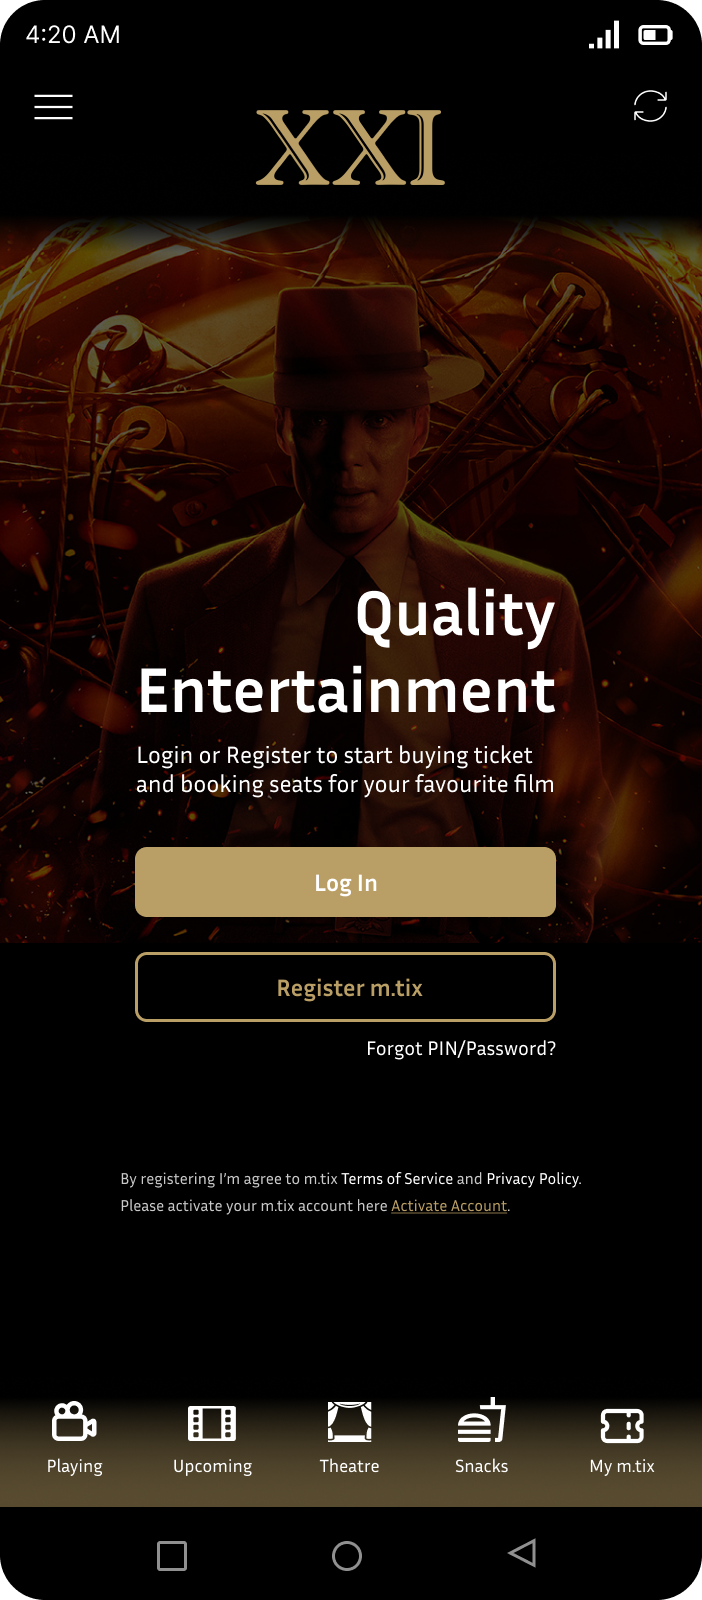 4:20 AM
XXI
Quality
Entertainment
Login or Register to start buying ticket
and booking seats for your favourite film
Log In
Register m.tix
Forgot PIN/Password?
By registering I'm agree to m.tix Terms of Service and Privacy Policy.
Please activate your m.tix account here Activate Account.
Playing
Upcoming
Theatre
Snacks
My m.tix